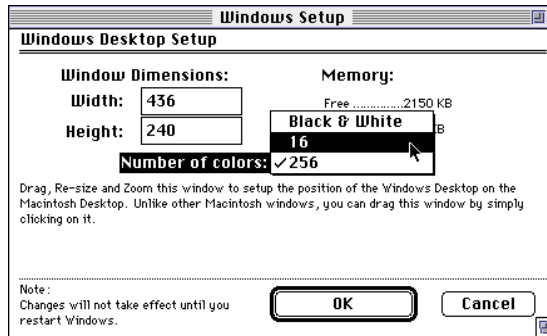 Windows Setup
Windows Desktop Setup
Window Dimensions:
Memory:
Width: 436
Free ...............2150 KB
Height: 240
Black & White
16
Number of colors: ✓256
Drag, Re-size and Zoom this window to setup the position of the Windows Desktop on the
Macintosh Desktop. Unlike other Macintosh windows, you can drag this window by simply
clicking on it.
Note:
Changes will not take effect until you
restart Windows.
OK
Cancel